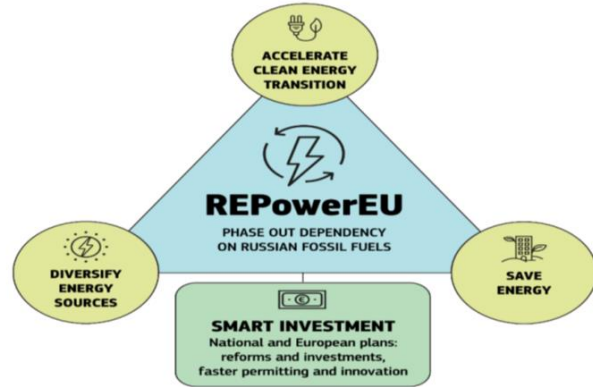 ACCELERATE
CLEAN ENERGY
TRANSITION
REPowerEU
PHASE OUT DEPENDENCY
ON RUSSIAN FOSSIL FUELS
DIVERSIFY
ENERGY
SOURCES
SAVE
ENERGY
€
SMART INVESTMENT
National and European plans:
reforms and investments,
faster permitting and innovation